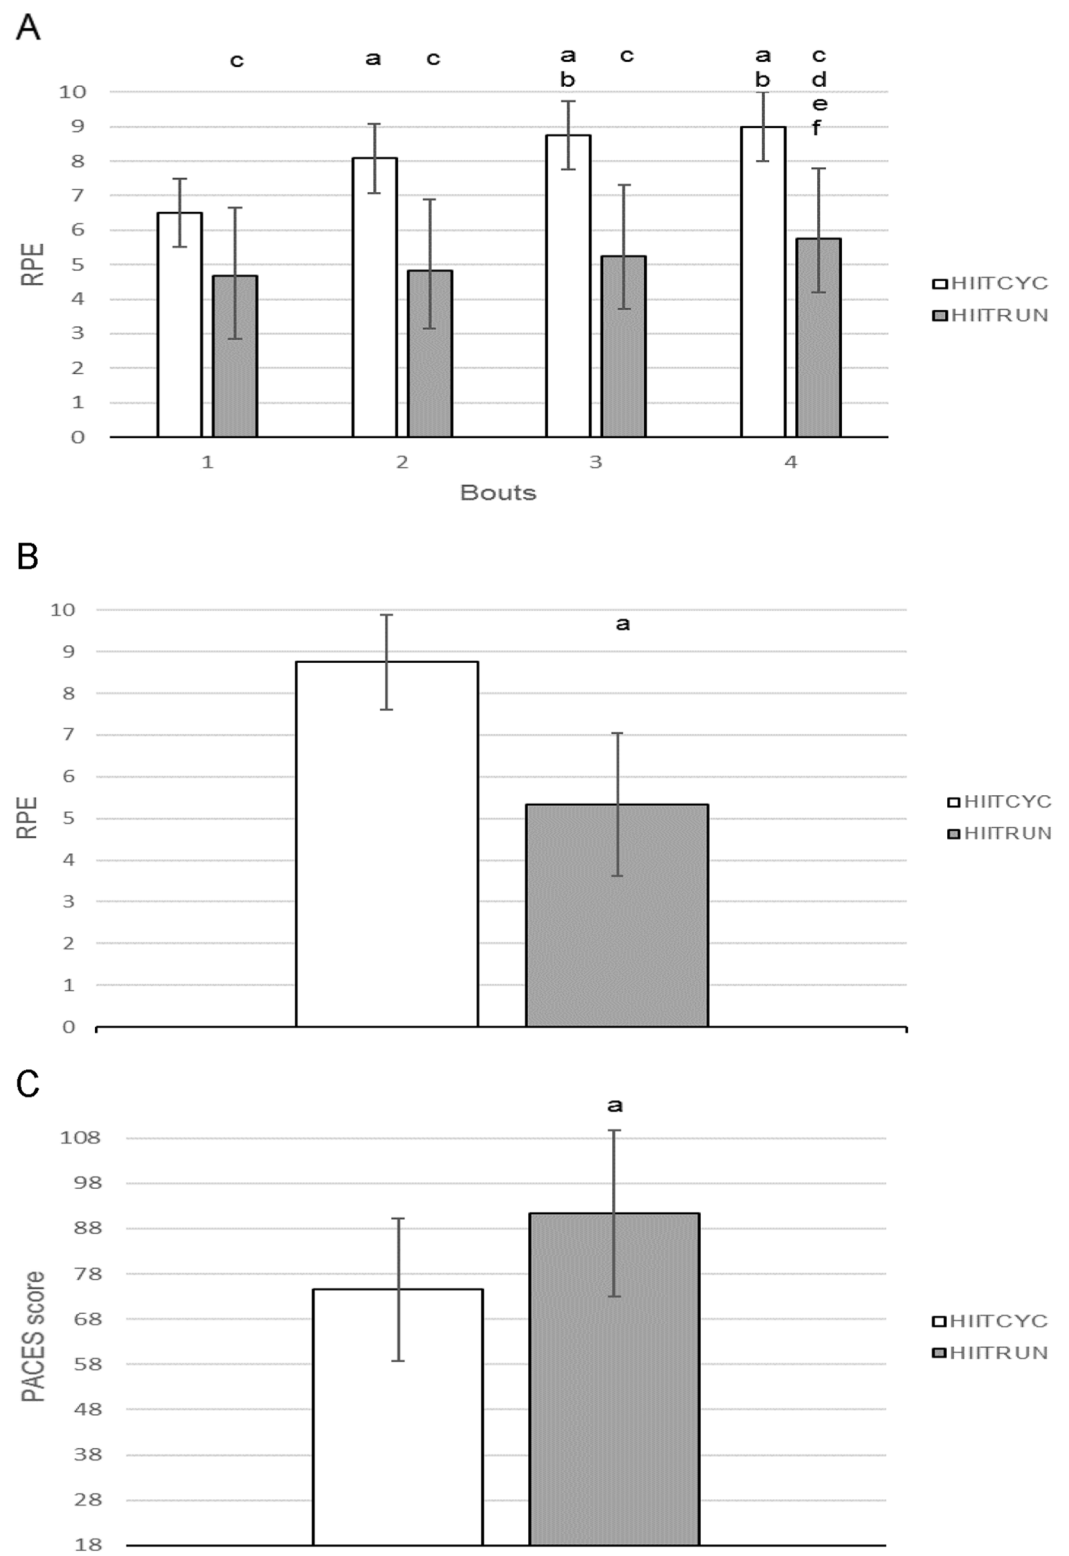 A
c a c a c a c
b b d
e
f
10
9
8
7
6
5
4
3
2
1
0
RPE
1 2 3 4
Bouts
HIITCYC
HIITRUN
B
a
10
9
8
7
6
5
4
3
2
1
0
RPE
HIITCYC
HIITRUN
C
a
108
98
88
78
68
58
48
38
28
18
PACES score
HIITCYC
HIITRUN